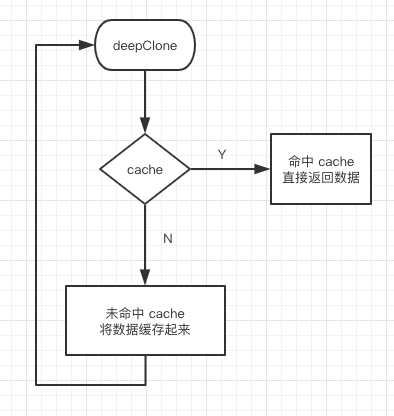 deepClone
cache
Y
命中 cache
直接返回数据
N
未命中 cache
将数据缓存起来